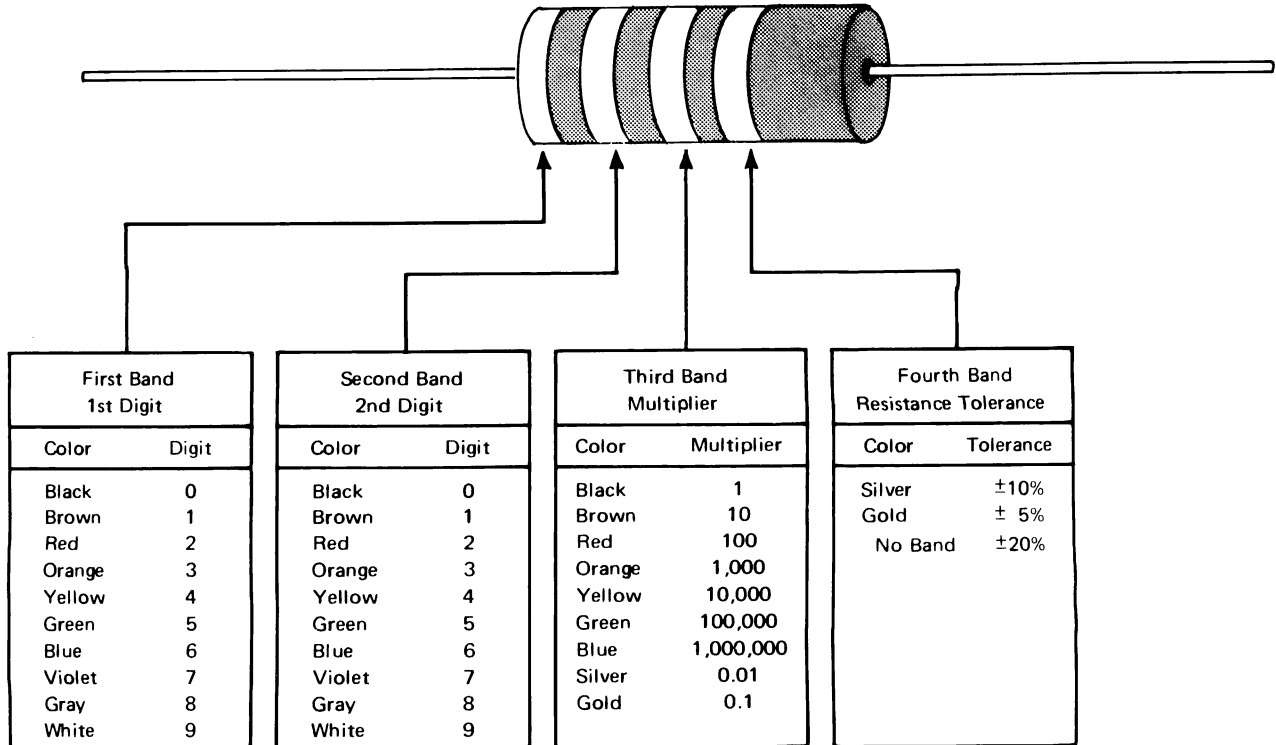 First Band
1st Digit
Color Digit
Black 0
Brown 1
Red 2
Orange 3
Yellow 4
Green 5
Blue 6
Violet 7
Gray 8
White 9
Second Band
2nd Digit
Color Digit
Black 0
Brown 1
Red 2
Orange 3
Yellow 4
Green 5
Blue 6
Violet 7
Gray 8
White 9
Third Band
Multiplier
Color Multiplier
Black 1
Brown 10
Red 100
Orange 1,000
Yellow 10,000
Green 100,000
Blue 1,000,000
Silver 0.01
Gold 0.1
Fourth Band
Resistance Tolerance
Color Tolerance
Silver ±10%
Gold ± 5%
No Band ±20%